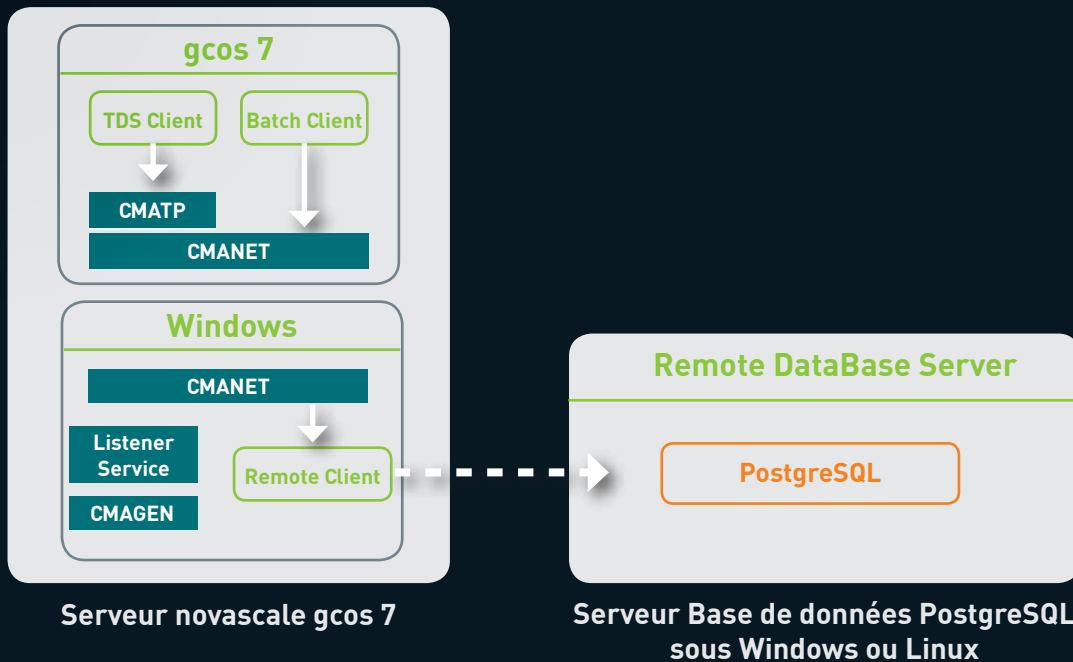 gcos 7
TDS Client
Batch Client
CMATP
CMANET
Windows
CMANET
Listener
Service
Remote Client
CMAGEN
Serveur novascale gcos 7
Remote DataBase Server
PostgreSQL
Serveur Base de données PostgreSQL
sous Windows ou Linux